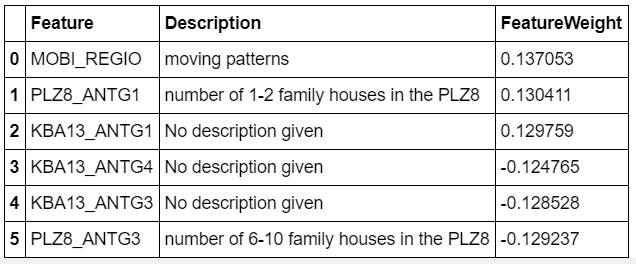 Feature Description FeatureWeight
0 MOBI_REGIO moving patterns 0.137053
1 PLZ8_ANTG1 number of 1-2 family houses in the PLZ8 0.130411
2 KBA13_ANTG1 No description given 0.129759
3 KBA13_ANTG4 No description given -0.124765
4 KBA13_ANTG3 No description given -0.128528
5 PLZ8_ANTG3 number of 6-10 family houses in the PLZ8 -0.129237